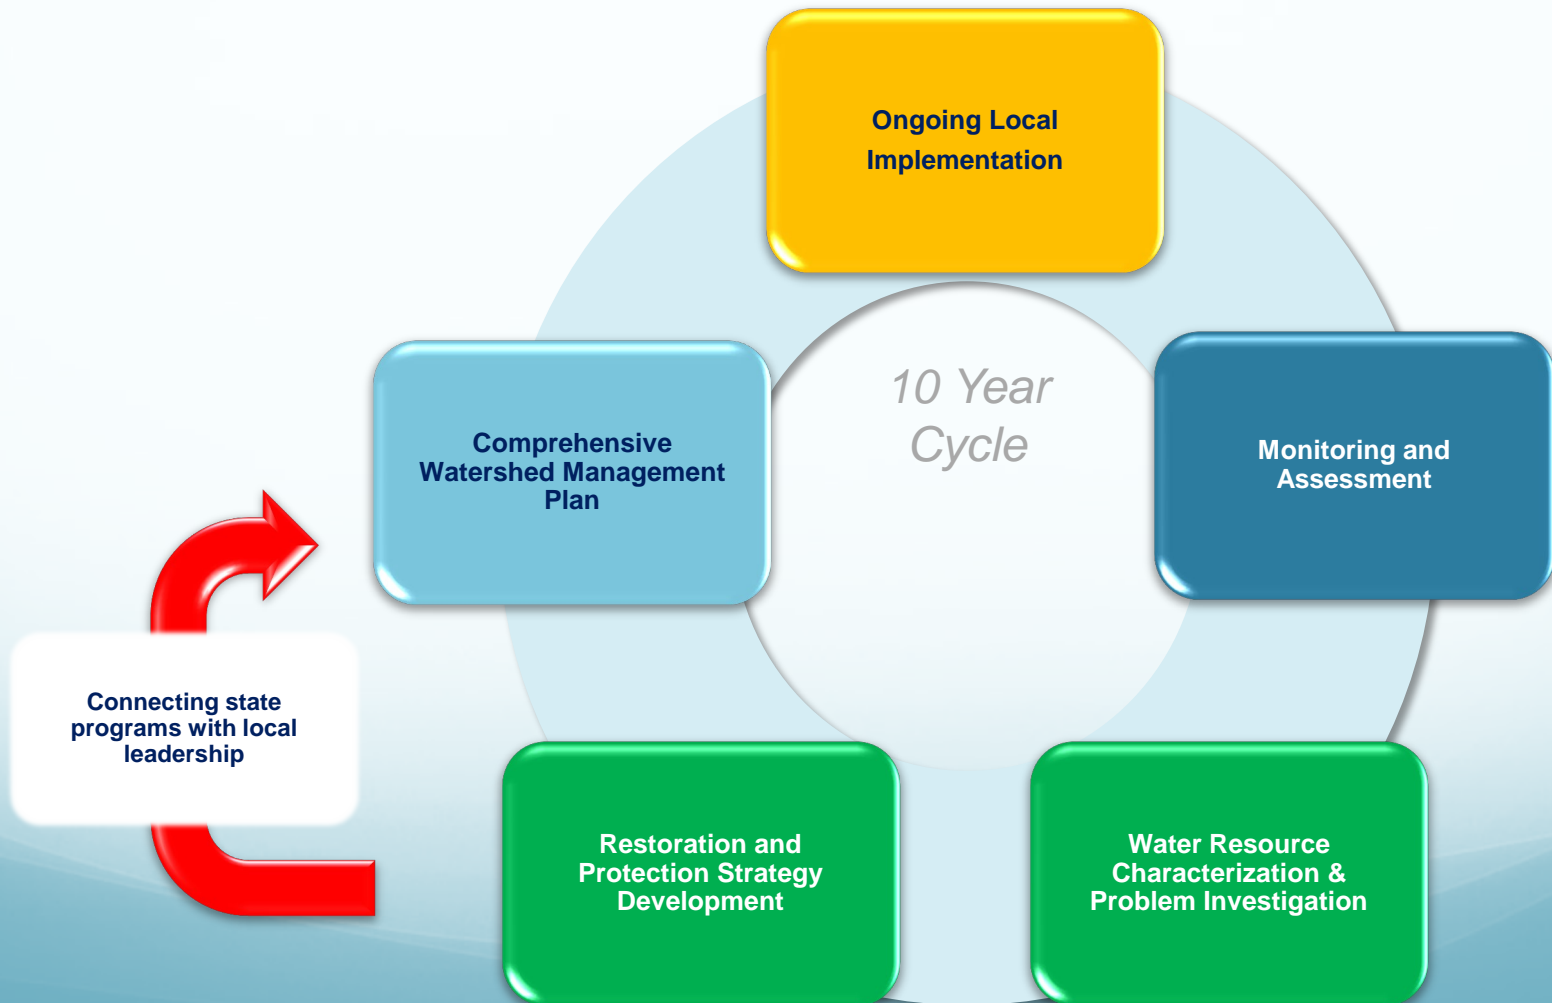 Ongoing Local
Implementation
10 Year
Cycle
Comprehensive
Watershed Management
Plan
Monitoring and
Assessment
Connecting state
programs with local
leadership
Restoration and
Protection Strategy
Development
Water Resource
Characterization &
Problem Investigation